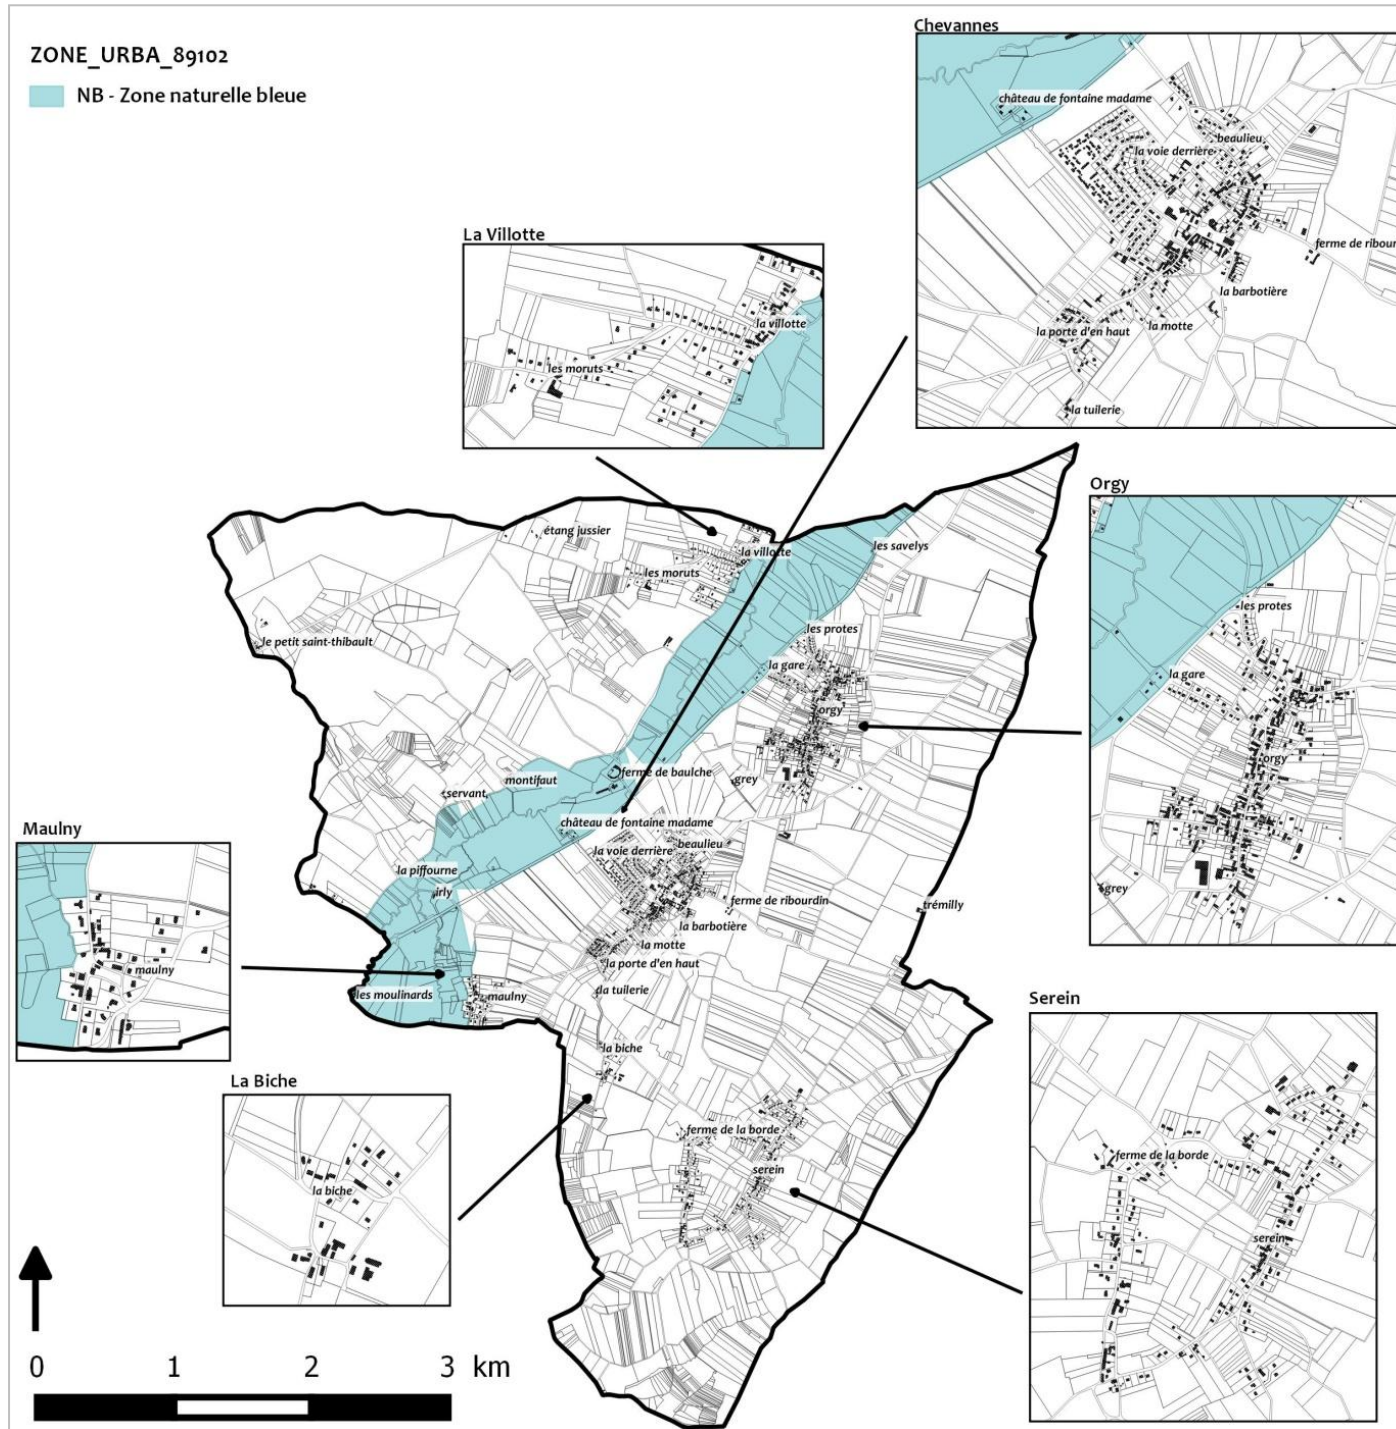 ZONE_URBA_89102
NB - Zone naturelle bleue
Chevannes
château de fontaine madame
beaulieu
la voie derrière
ferme de ribour
la barbotière
la motte
la porte d'en haut
la tuilerie
La Villotte
la villotte
les moruts
Orgy
les protes
la gare
orgy
grey
étang jussier
les savelys
la villotte
les moruts
les protes
le petit saint-thibault
la gare
orgy
montifaut
ferme de baulche
grey
servant
château de fontaine madame
la voie derrière
beaulieu
la piffourne
irly
ferme de ribourdin
trémilly
la barbotière
la motte
la porte d'en haut
les moulinards
maulny
la tuilerie
la biche
ferme de la borde
serein
Maulny
maulny
La Biche
la biche
Serein
ferme de la borde
serein
0 1 2 3 km